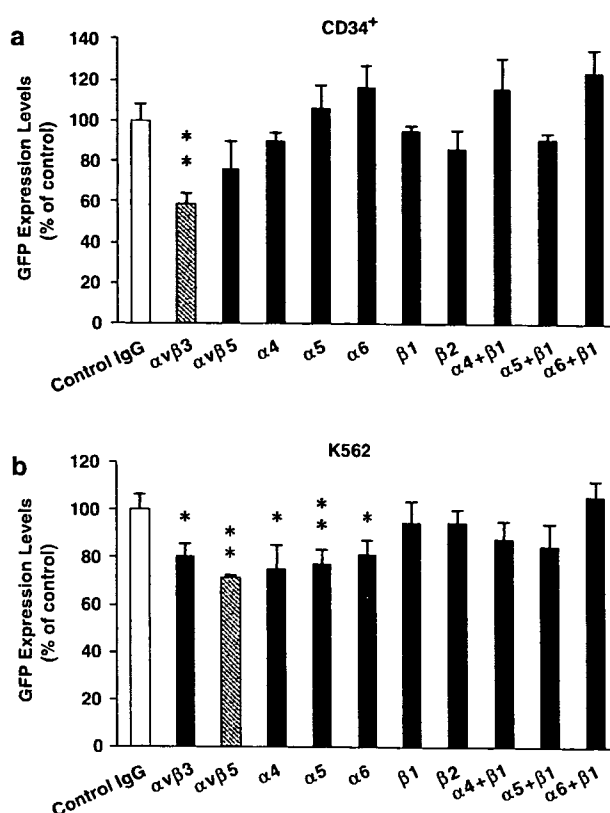 a
CD34+
GFP Expression Levels
(% of control)
140
120
100
80
60
40
20
0
**
Control IgG
αvβ3
αvβ5
α4
α5
α6
β1
β2
α4+β1
α5+β1
α6+β1
b
K562
GFP Expression Levels
(% of control)
120
100
80
60
40
20
0
*
**
*
**
*
Control IgG
αvβ3
αvβ5
α4
α5
α6
β1
β2
α4+β1
α5+β1
α6+β1